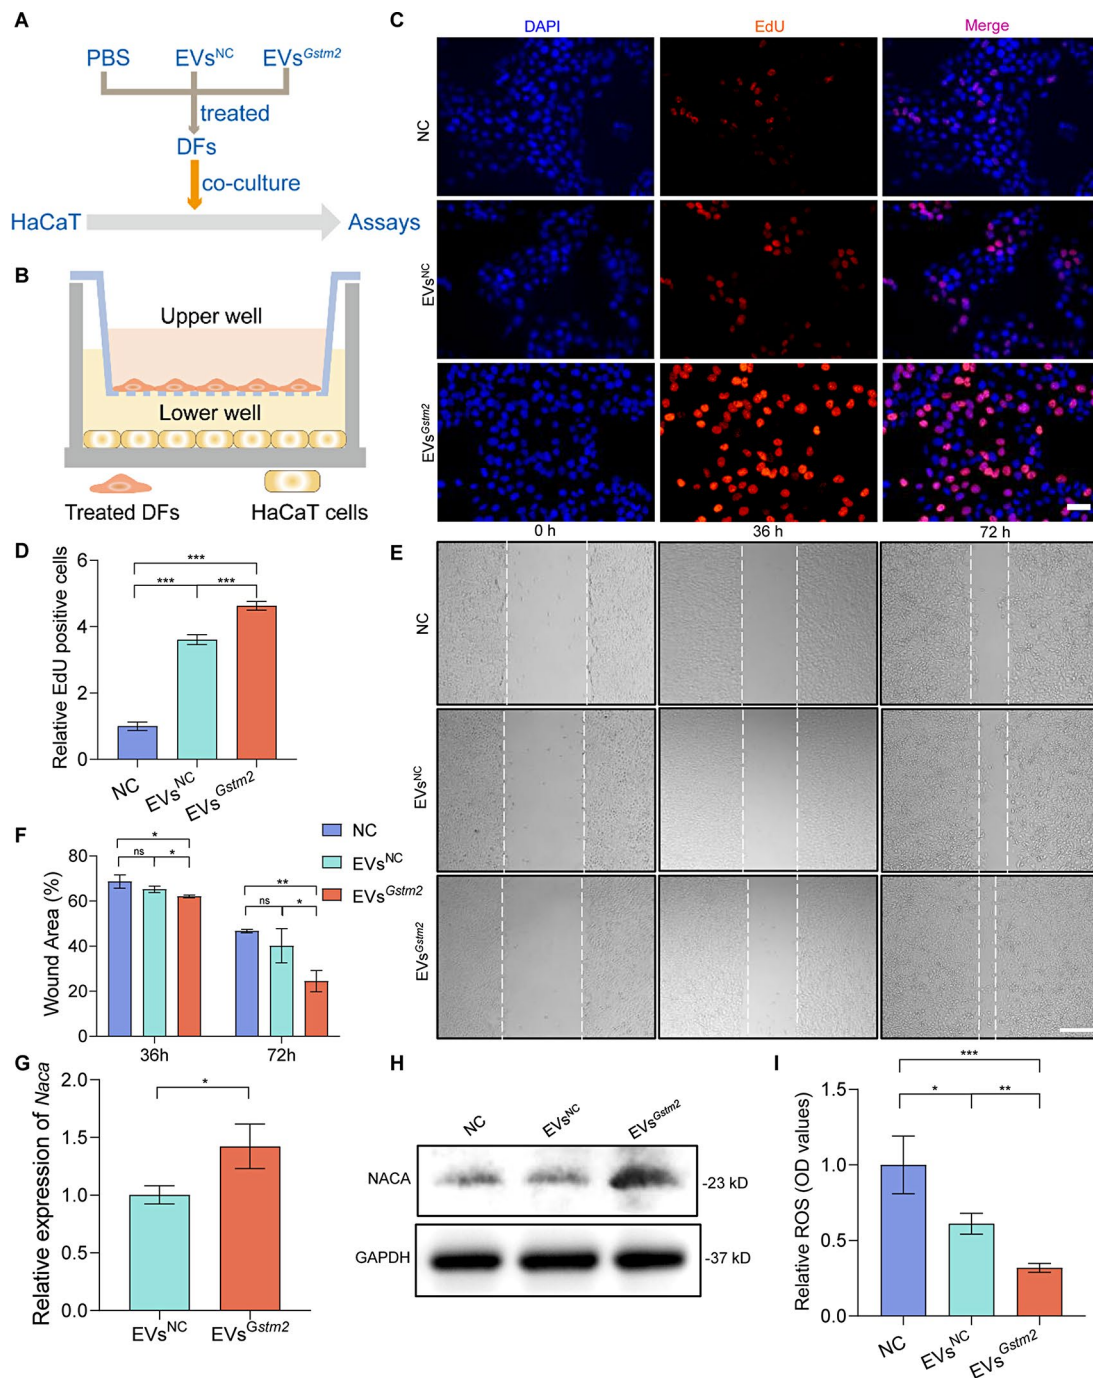 A
PBS EVsNC EVsGstm2
treated
DFs
co-culture
HaCaT Assays
B
Upper well
Lower well
Treated DFs HaCaT cells
C
DAPI EdU Merge
NC
EVsNC
EVsGstm2
D
Relative EdU positive cells
6
4
2
0
***
*** ***
NC EVsNC EVsGstm2
E
0 h 36 h 72 h
NC
EVsNC
EVsGstm2
F
NC
EVsNC
EVsGstm2
Wound Area (%)
80
60
40
20
0
*
ns *
**
ns *
36h 72h
G
Relative expression of Naca
2.0
1.5
1.0
0.5
0.0
*
EVsNC EVsGstm2
H
NC EVsNC EVsGstm2
NACA -23 kD
GAPDH -37 kD
I
Relative ROS (OD values)
1.5
1.0
0.5
0.0
***
* **
NC EVsNC EVsGstm2